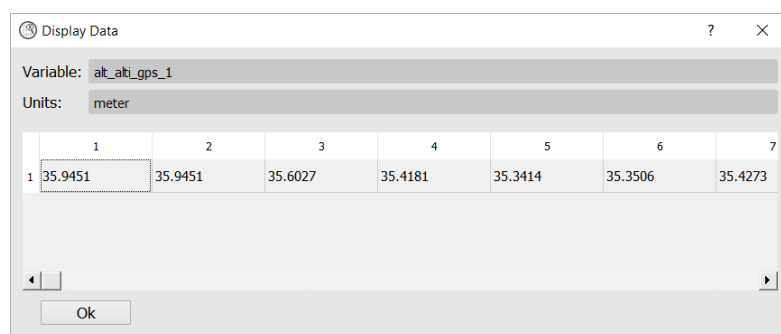 Display Data ? ×
Variable: alt_alti_gps_1
Units: meter
1 2 3 4 5 6 7
1 35.9451 35.9451 35.6027 35.4181 35.3414 35.3506 35.4273
Ok